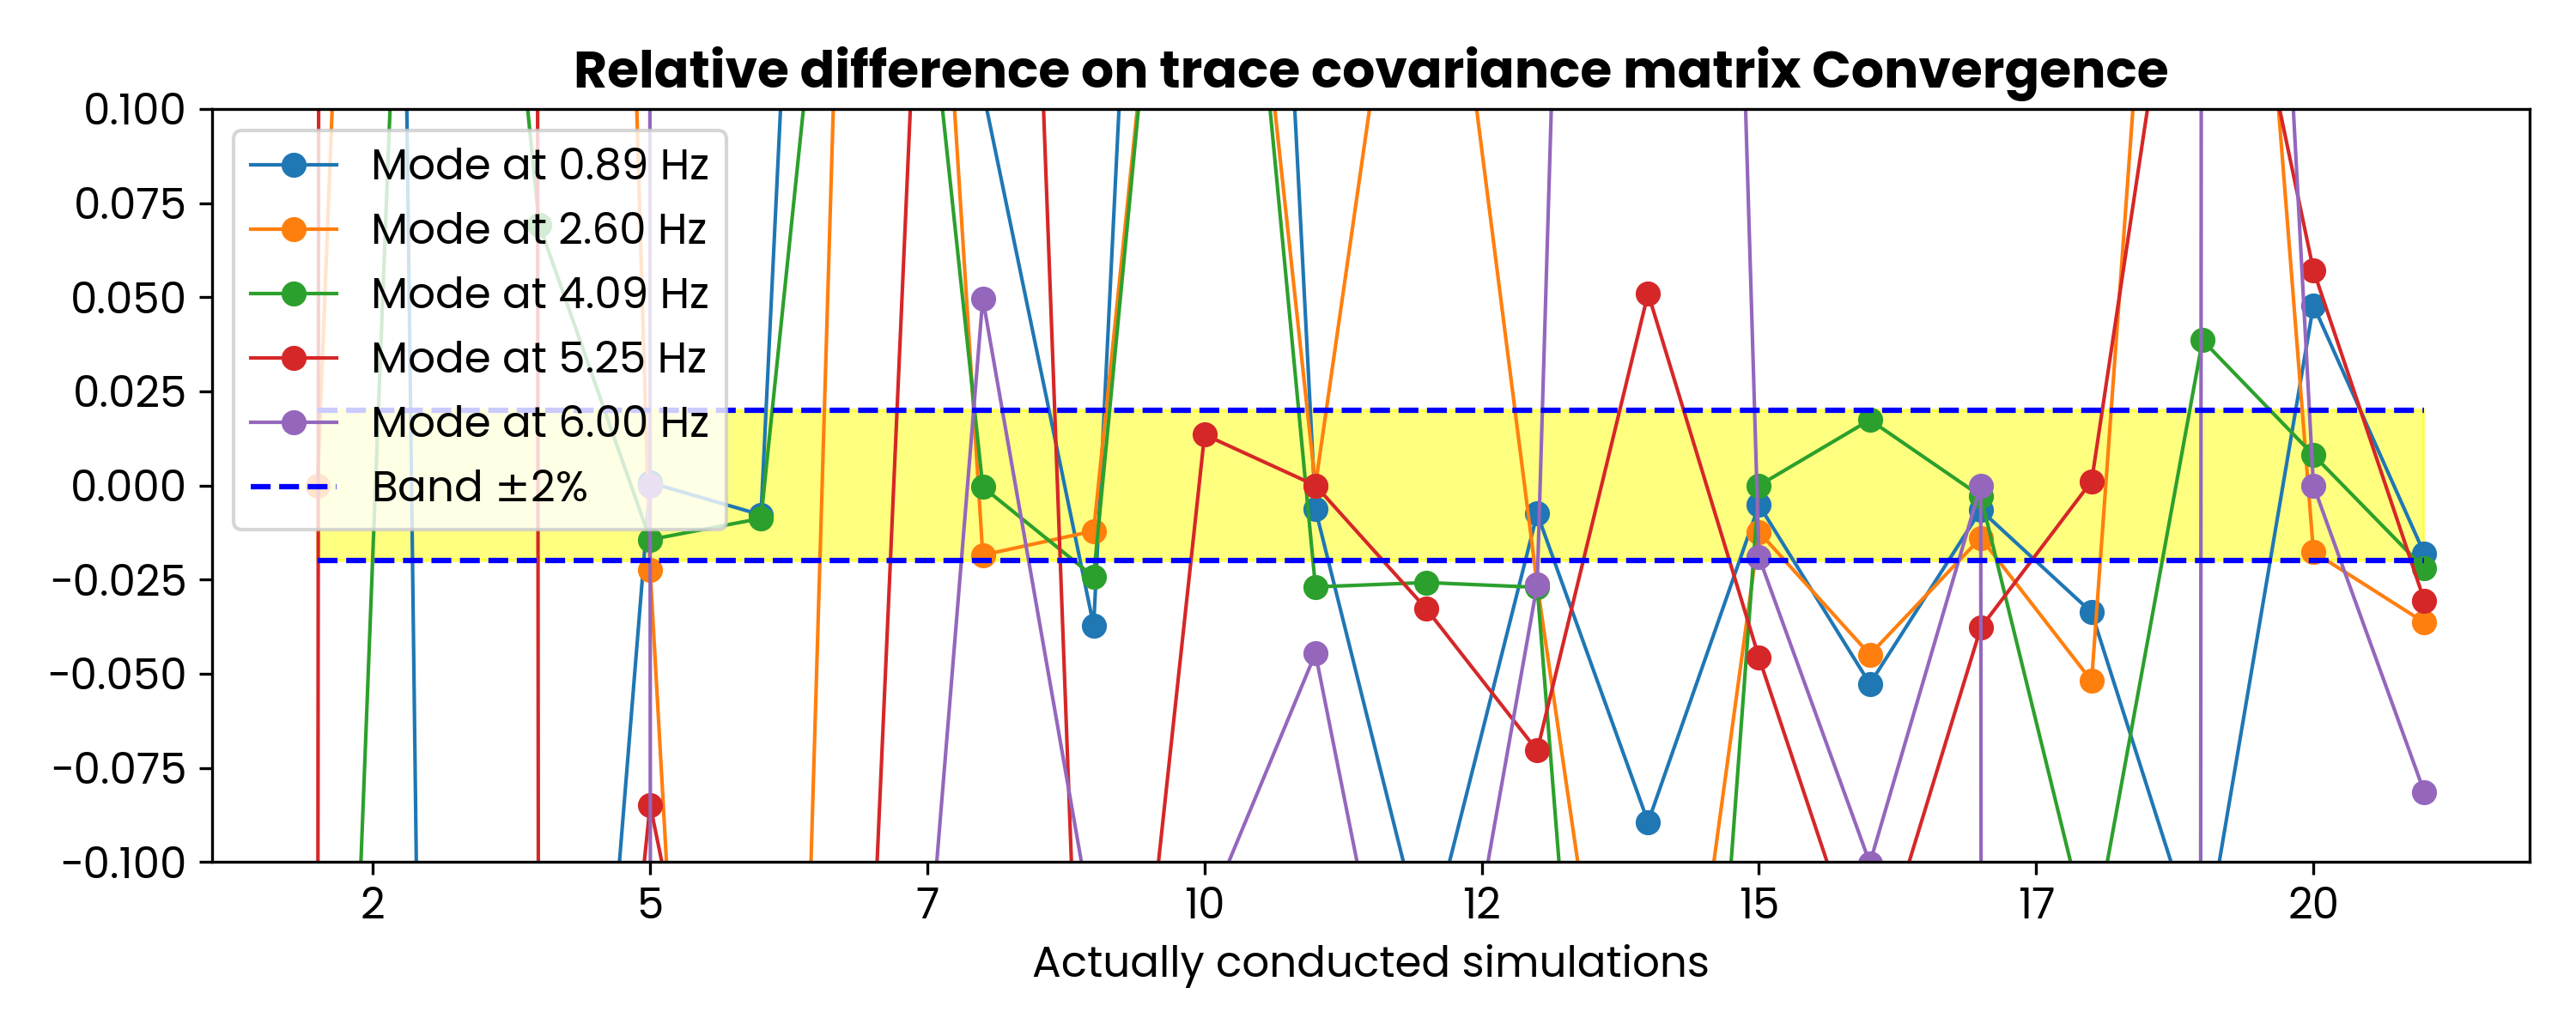 Relative difference on trace covariance matrix Convergence
0.100
0.075
0.050
0.025
0.000
−0.025
−0.050
−0.075
−0.100
Mode at 0.89 Hz
Mode at 2.60 Hz
Mode at 4.09 Hz
Mode at 5.25 Hz
Mode at 6.00 Hz
Band ±2%
2 5 7 10 12 15 17 20
Actually conducted simulations